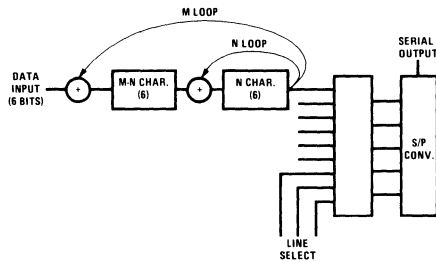 M LOOP
N LOOP
SERIAL
OUTPUT
DATA
INPUT
(6 BITS)
+
M-N CHAR.
(6)
+
N CHAR.
(6)
S/P
CONV.
LINE
SELECT